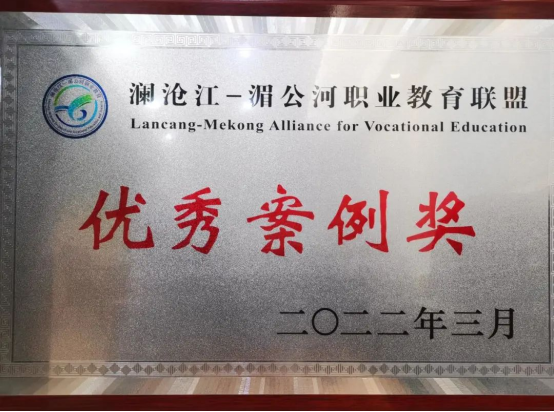 澜沧江－湄公河职业教育联盟
Lancang-Mekong Alliance for Vocational Education
优秀案例奖
二〇二二年三月